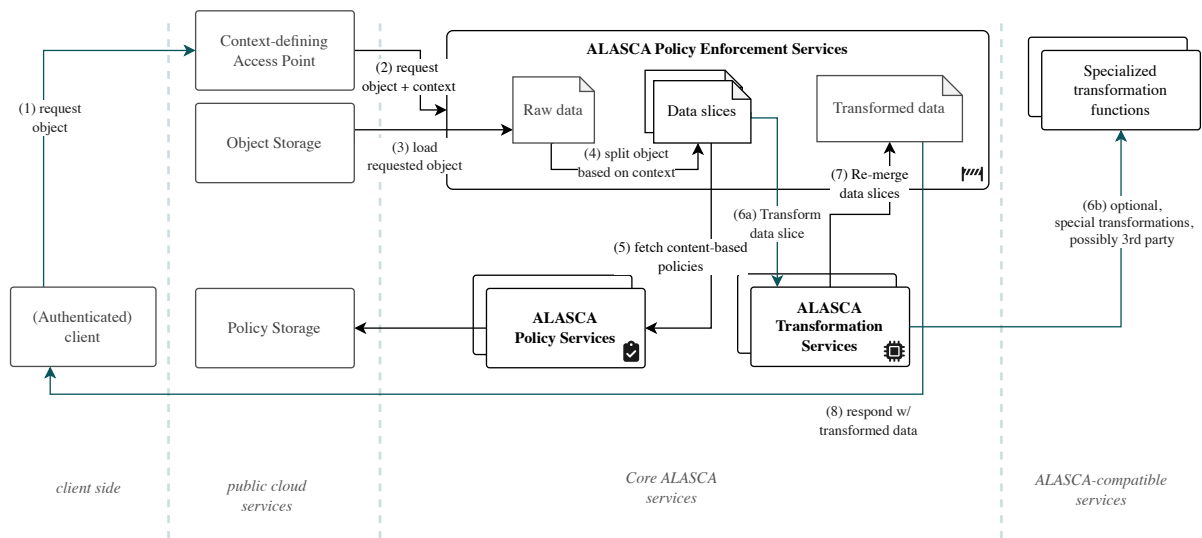 Context-defining
Access Point
ALASCA Policy Enforcement Services
(2) request
object + context
(1) request
object
Raw data
Data slices
Transformed data
Specialized
transformation
functions
Object Storage
(3) load
requested object
(4) split object
based on context
(7) Re-merge
data slices
(6a) Transform
data slice
(6b) optional,
special transformations,
possibly 3rd party
(5) fetch content-based
policies
(Authenticated)
client
Policy Storage
ALASCA
Policy Services
ALASCA
Transformation
Services
(8) respond w/
transformed data
client side
public cloud
services
Core ALASCA
services
ALASCA-compatible
services